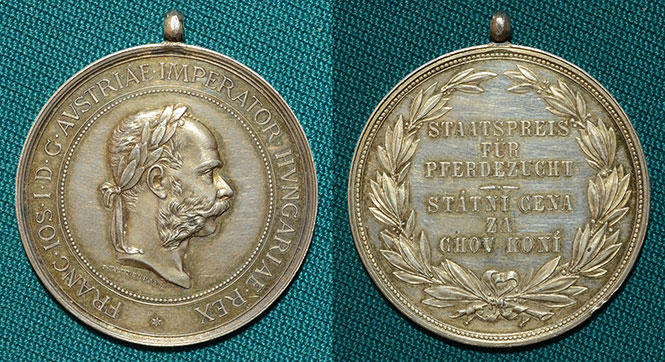 FRANC·IOS·I·D·G·AVSTRIAE·IMPERATOR·HVNGARIAE·REX
STAATSPREIS
FÜR
PFERDEZUCHT
STÁTNÍ CENA
ZA
CHOV KONÍ